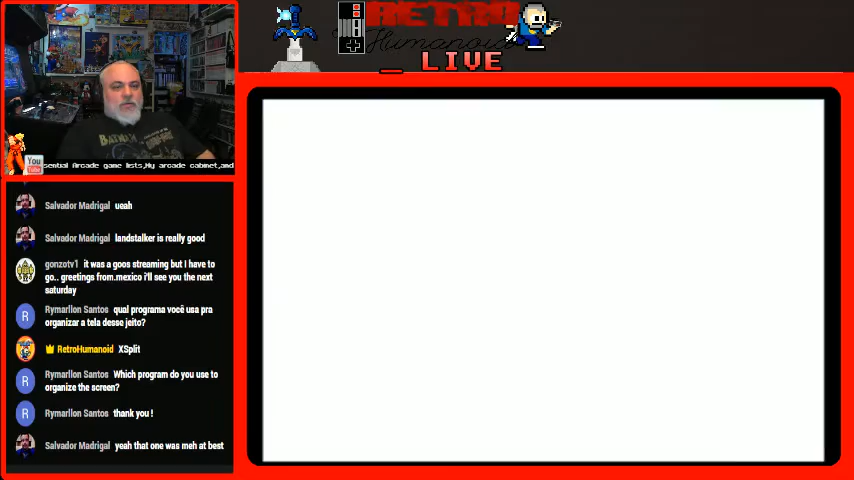 RETRO
Humanoid
_ LIVE
BATMAN
You
Tube
sential Arcade game lists,My arcade cabinet,and
Salvador Madrigal ueah
Salvador Madrigal landstalker is really good
gonzotv1 it was a goos streaming but I have to
go.. greetings from.mexico i'll see you the next
saturday
Rymarllon Santos qual programa você usa pra
organizar a tela desse jeito?
RetroHumanoid XSplit
Rymarllon Santos Which program do you use to
organize the screen?
Rymarllon Santos thank you !
Salvador Madrigal yeah that one was meh at best